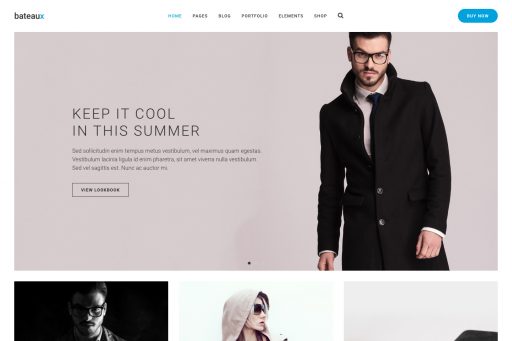 bateaux
HOME PAGES BLOG PORTFOLIO ELEMENTS SHOP
BUY NOW
KEEP IT COOL
IN THIS SUMMER
Sed sollicitudin enim tempus metus vestibulum, vel maximus quam egestas.
Vestibulum lacinia ligula id enim pharetra, sit amet viverra nulla vestibulum.
Sed vel sagittis est. Nunc ac auctor mi.
VIEW LOOKBOOK